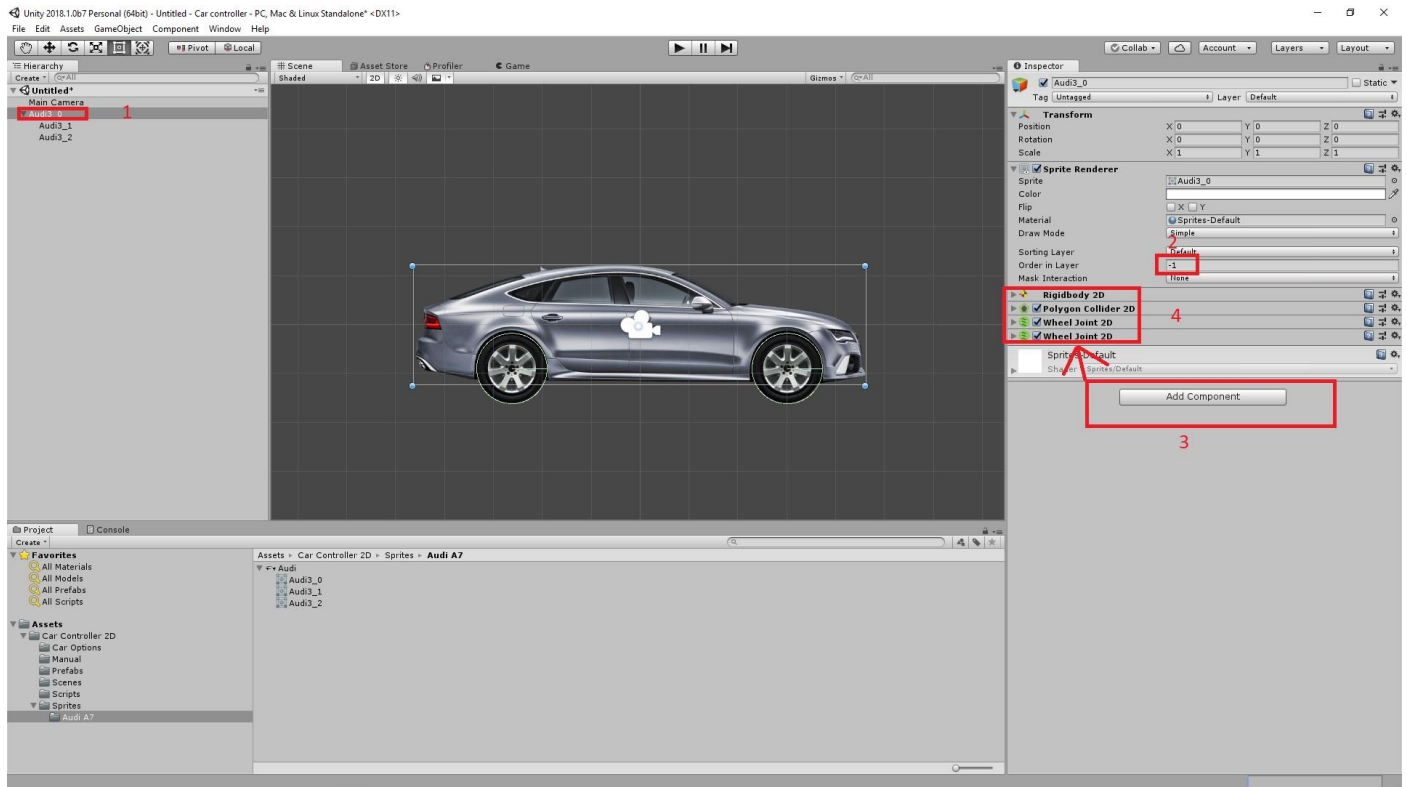 Unity 2018.1.0b7 Personal (64bit) - Untitled - Car controller - PC, Mac & Linux Standalone* <DX11>
File Edit Assets GameObject Component Window Help
Pivot Local
Collab Account Layers Layout
Hierarchy
Create All
Untitled*
Main Camera
Audi3_0 1
Audi3_1
Audi3_2
Scene Asset Store Profiler Game
Shaded 2D Gizmos All
Inspector
Audi3_0 Static
Tag Untagged Layer Default
Transform
Position X 0 Y 0 Z 0
Rotation X 0 Y 0 Z 0
Scale X 1 Y 1 Z 1
Sprite Renderer
Sprite Audi3_0
Color
Flip X Y
Material Sprites-Default
Draw Mode Simple
2
Sorting Layer Default
Order in Layer -1
Mask Interaction None
Rigidbody 2D
Polygon Collider 2D
Wheel Joint 2D
Wheel Joint 2D
4
Sprites-Default
Shader Sprites/Default
Add Component
3
Project Console
Create
Favorites
All Materials
All Models
All Prefabs
All Scripts
Assets
Car Controller 2D
Car Options
Manual
Prefabs
Scenes
Scripts
Sprites
Audi A7
Assets Car Controller 2D Sprites Audi A7
Audi
Audi3_0
Audi3_1
Audi3_2